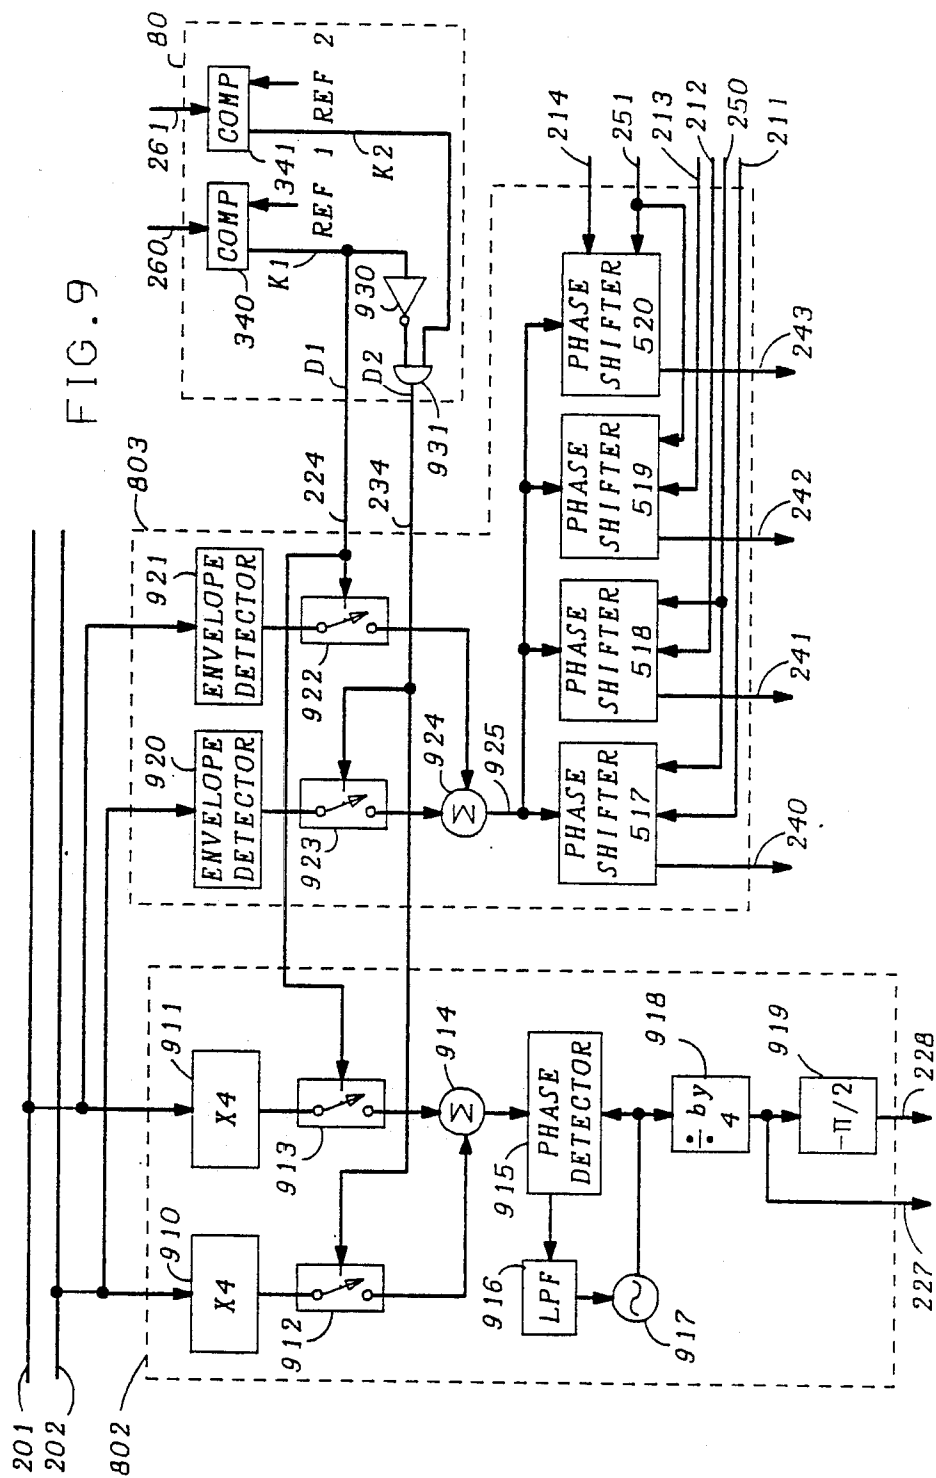 FIG.9
201
202
802
803
80
260
261
COMP
COMP
340
341
REF 1
REF 2
K1
K2
930
931
D1
D2
224
234
910
911
X4
X4
912
913
914
915
PHASE
DETECTOR
916
LPF
917
918
÷ by
4
919
-π/2
227
228
920
ENVELOPE
DETECTOR
921
ENVELOPE
DETECTOR
922
923
924
Σ
Σ
925
PHASE
SHIFTER
517
PHASE
SHIFTER
518
PHASE
SHIFTER
519
PHASE
SHIFTER
520
214
251
213
212
250
211
240
241
242
243